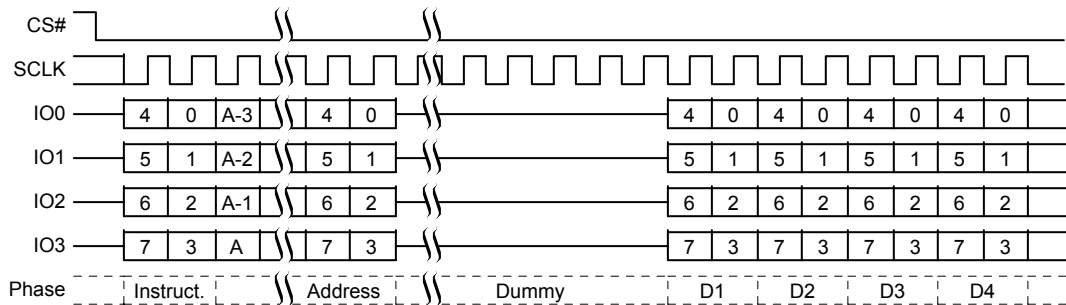 CS#
SCLK
IO0 4 0 A-3 4 0 4 0 4 0 4 0 4 0
IO1 5 1 A-2 5 1 5 1 5 1 5 1 5 1
IO2 6 2 A-1 6 2 6 2 6 2 6 2 6 2
IO3 7 3 A 7 3 7 3 7 3 7 3 7 3
Phase Instruct. Address Dummy D1 D2 D3 D4